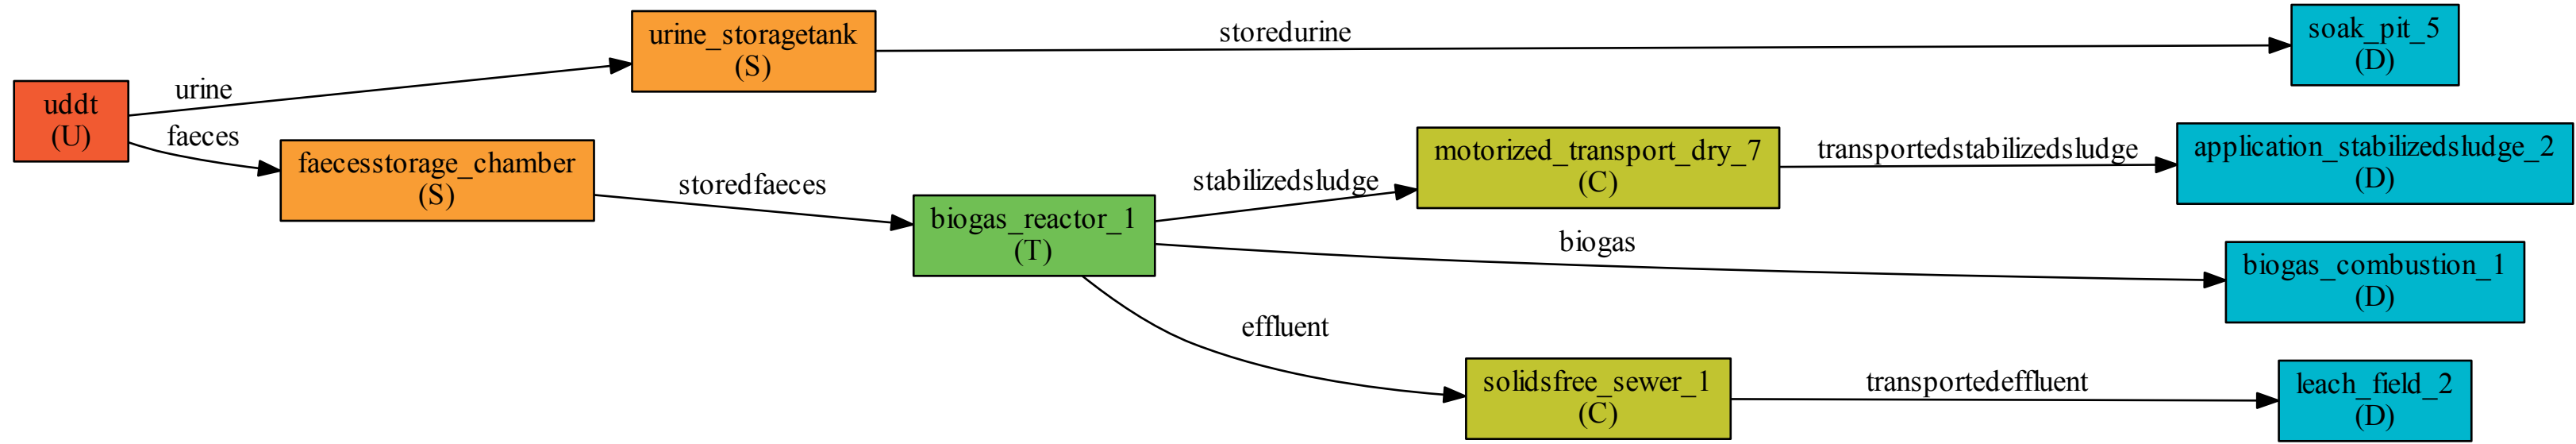 uddt
(U)
urine
faeces
urine_storagetank
(S)
faecesstorage_chamber
(S)
storedurine
storedfaeces
biogas_reactor_1
(T)
stabilizedsludge
biogas
effluent
motorized_transport_dry_7
(C)
solidsfree_sewer_1
(C)
transportedstabilizedsludge
transportedeffluent
soak_pit_5
(D)
application_stabilizedsludge_2
(D)
biogas_combustion_1
(D)
leach_field_2
(D)